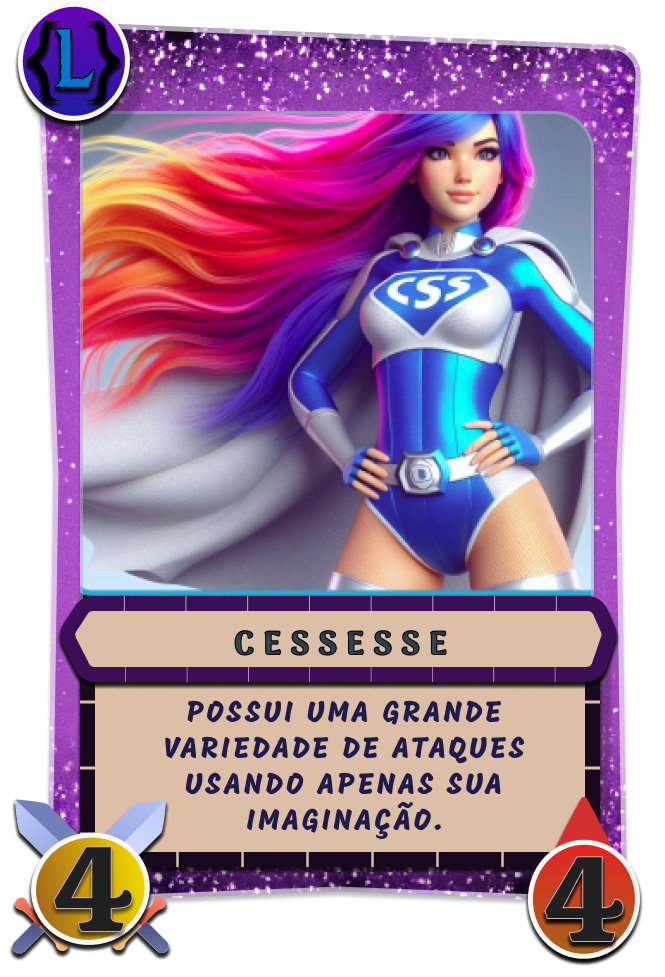 {L}
CSS
CESSESSE
POSSUI UMA GRANDE
VARIEDADE DE ATAQUES
USANDO APENAS SUA
IMAGINAÇÃO.
4
4